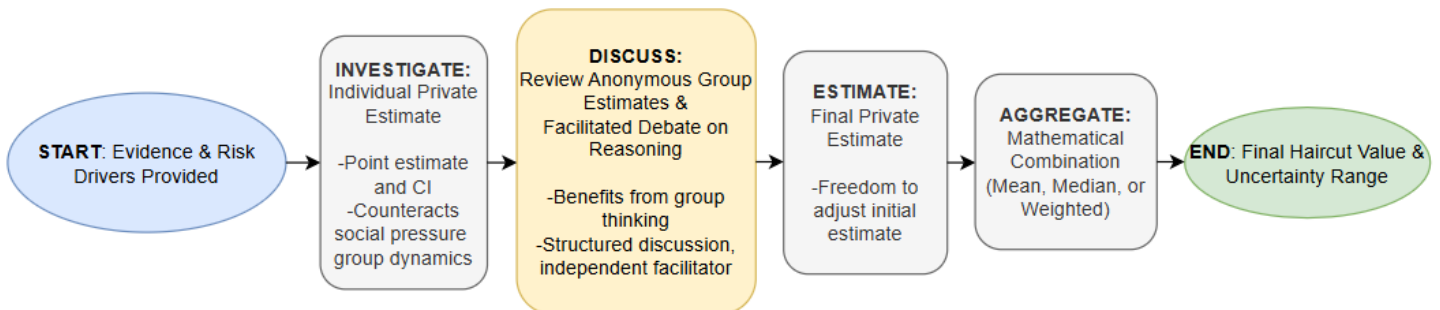 START: Evidence & Risk
Drivers Provided
INVESTIGATE:
Individual Private
Estimate
-Point estimate
and CI
-Counteracts
social pressure
group dynamics
DISCUSS:
Review Anonymous Group
Estimates &
Facilitated Debate on
Reasoning
-Benefits from group
thinking
-Structured discussion,
independent facilitator
ESTIMATE:
Final Private
Estimate
-Freedom to
adjust initial
estimate
AGGREGATE:
Mathematical
Combination
(Mean, Median, or
Weighted)
END: Final Haircut Value &
Uncertainty Range